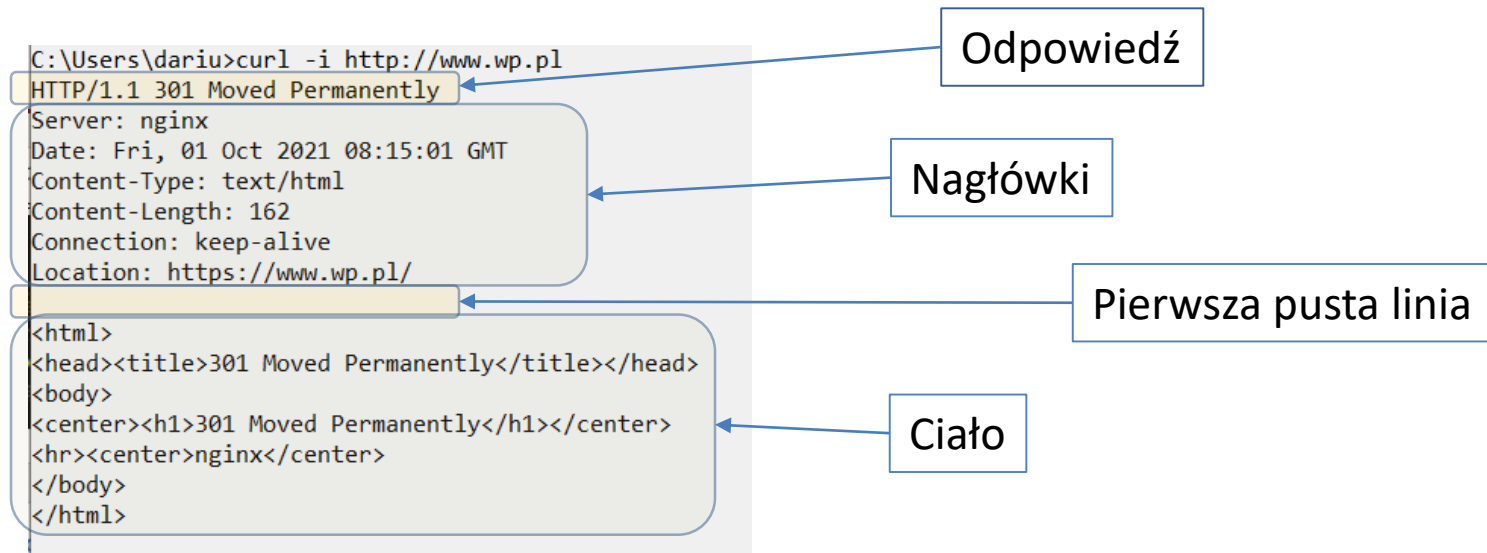 C:\Users\dariu>curl -i http://www.wp.pl
HTTP/1.1 301 Moved Permanently
Server: nginx
Date: Fri, 01 Oct 2021 08:15:01 GMT
Content-Type: text/html
Content-Length: 162
Connection: keep-alive
Location: https://www.wp.pl/

<html>
<head><title>301 Moved Permanently</title></head>
<body>
<center><h1>301 Moved Permanently</h1></center>
<hr><center>nginx</center>
</body>
</html>
Odpowiedź
Nagłówki
Pierwsza pusta linia
Ciało